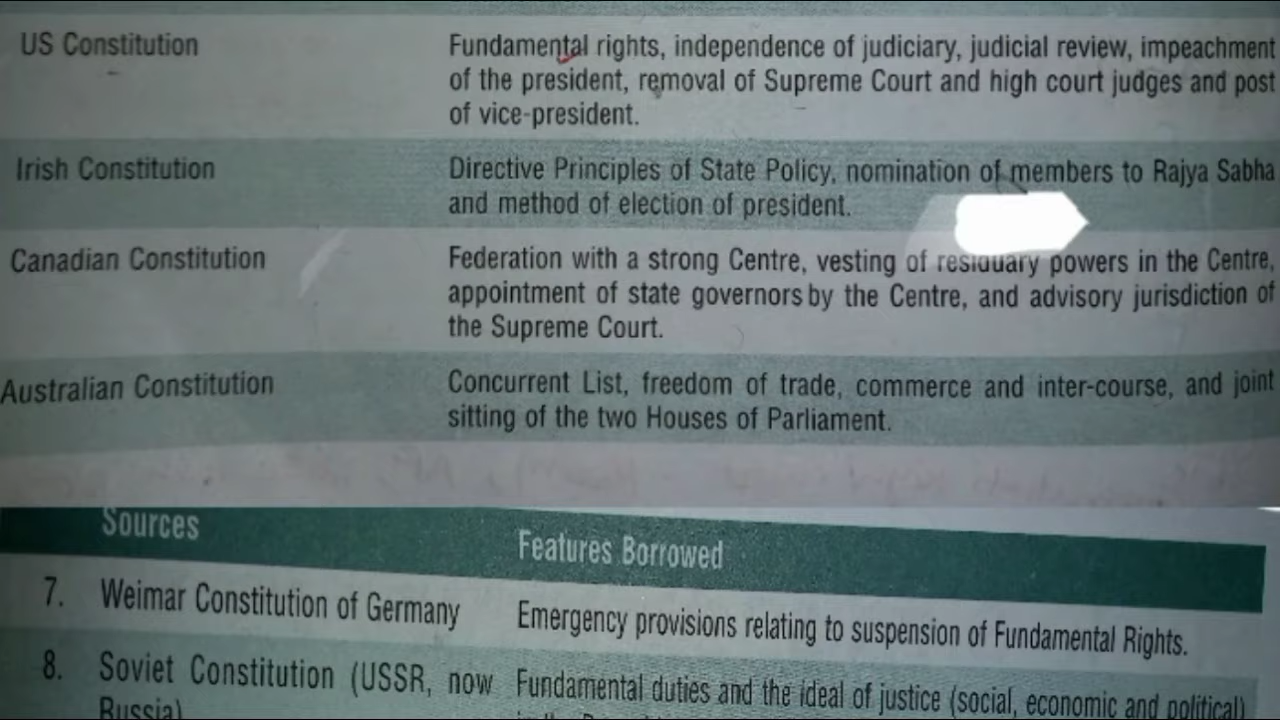 US Constitution
Fundamental rights, independence of judiciary, judicial review, impeachment
of the president, removal of Supreme Court and high court judges and post
of vice-president.
Irish Constitution
Directive Principles of State Policy, nomination of members to Rajya Sabha
and method of election of president.
Canadian Constitution
Federation with a strong Centre, vesting of residuary powers in the Centre,
appointment of state governors by the Centre, and advisory jurisdiction of
the Supreme Court.
Australian Constitution
Concurrent List, freedom of trade, commerce and inter-course, and joint
sitting of the two Houses of Parliament.
Sources
Features Borrowed
7. Weimar Constitution of Germany
Emergency provisions relating to suspension of Fundamental Rights.
8. Soviet Constitution (USSR, now
Russia)
Fundamental duties and the ideal of justice (social, economic and political)